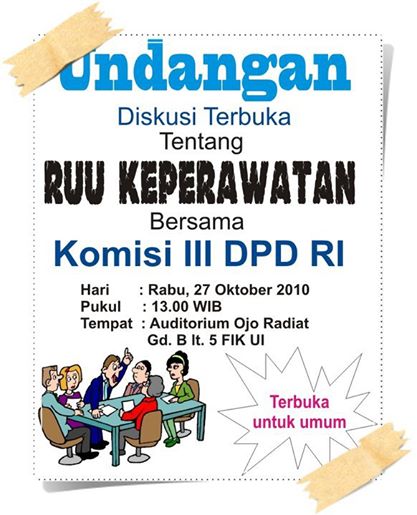 Undangan
Diskusi Terbuka
Tentang
RUU KEPERAWATAN
Bersama
Komisi III DPD RI
Hari : Rabu, 27 Oktober 2010
Pukul : 13.00 WIB
Tempat : Auditorium Ojo Radiat
Gd. B lt. 5 FIK UI
Terbuka
untuk umum